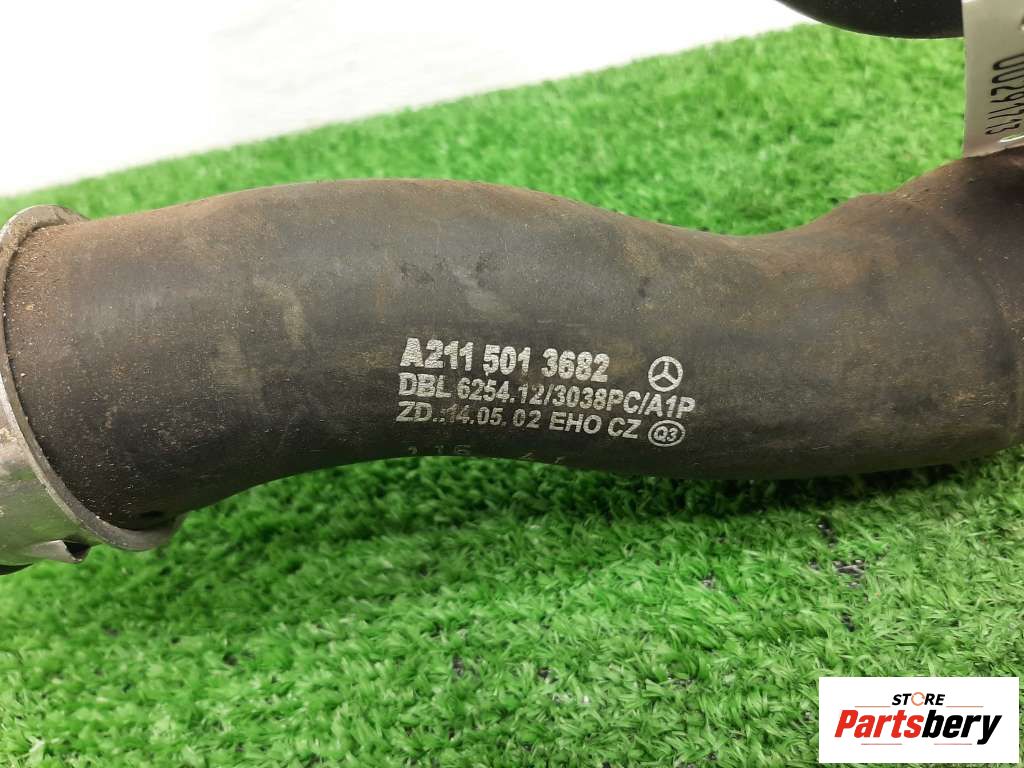 A211 501 3682
DBL 6254.12/3038PC/A1P
ZD.:14.05.02 EHO CZ Q3
STORE
Partsbery